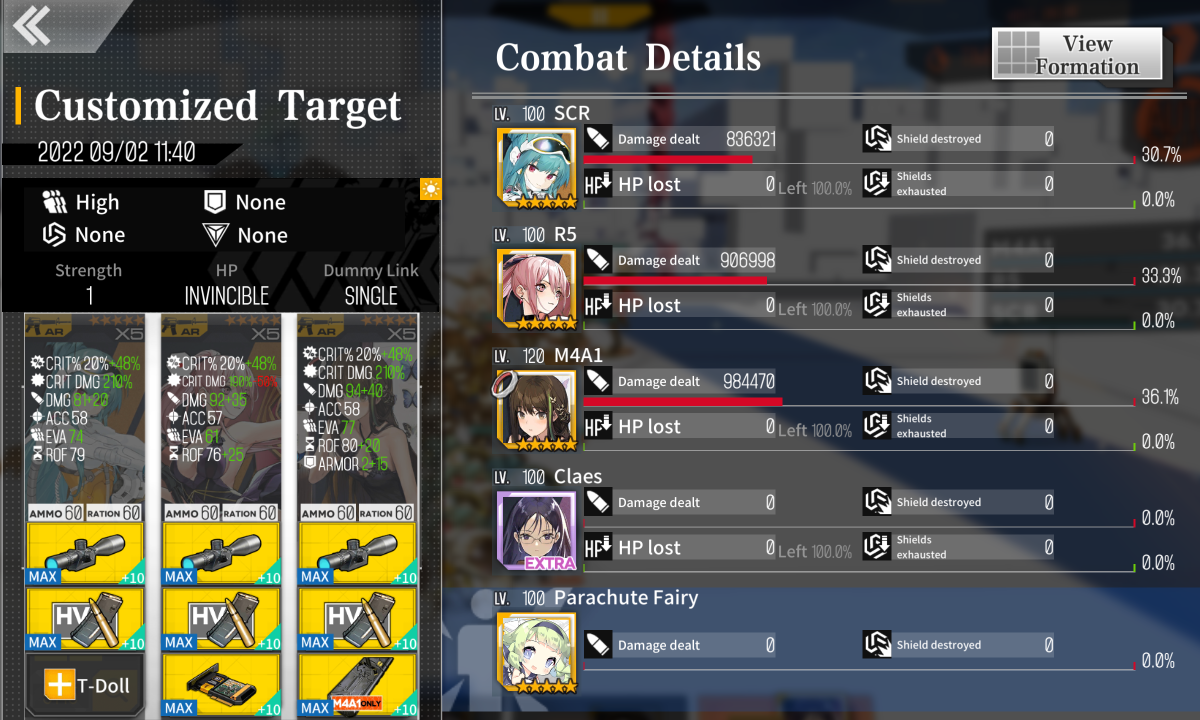 Customized Target
2022 09/02 11:40
High
None
None
None
Strength
HP
Dummy Link
1
INVINCIBLE
SINGLE
AR
X5
CRIT% 20%+48%
CRIT DMG 210%
DMG 81+20
ACC 58
EVA 74
ROF 79
AMMO 60 RATION 60
MAX
+10
HV
MAX
+10
T-Doll
AR
X5
CRIT% 20%+48%
CRIT DMG 190%-58%
DMG 92+35
ACC 57
EVA 61
ROF 76+25
AMMO 60 RATION 60
MAX
+10
HV
MAX
+10
MAX
+10
AR
X5
CRIT% 20%+48%
CRIT DMG 210%
DMG 94+40
ACC 58
EVA 77
ROF 80+20
ARMOR 2+15
AMMO 60 RATION 60
MAX
+10
HV
MAX
+10
M4A1 ONLY
MAX
+10
Combat Details
View
Formation
LV. 100 SCR
Damage dealt 836321
Shield destroyed 0
30.7%
HP HP lost 0 Left 100.0%
Shields
exhausted 0
0.0%
LV. 100 R5
Damage dealt 906998
Shield destroyed 0
33.3%
HP HP lost 0 Left 100.0%
Shields
exhausted 0
0.0%
LV. 120 M4A1
Damage dealt 984470
Shield destroyed 0
36.1%
HP HP lost 0 Left 100.0%
Shields
exhausted 0
0.0%
LV. 100 Claes
EXTRA
Damage dealt 0
Shield destroyed 0
0.0%
HP HP lost 0 Left 100.0%
Shields
exhausted 0
0.0%
LV. 100 Parachute Fairy
Damage dealt 0
Shield destroyed 0
0.0%